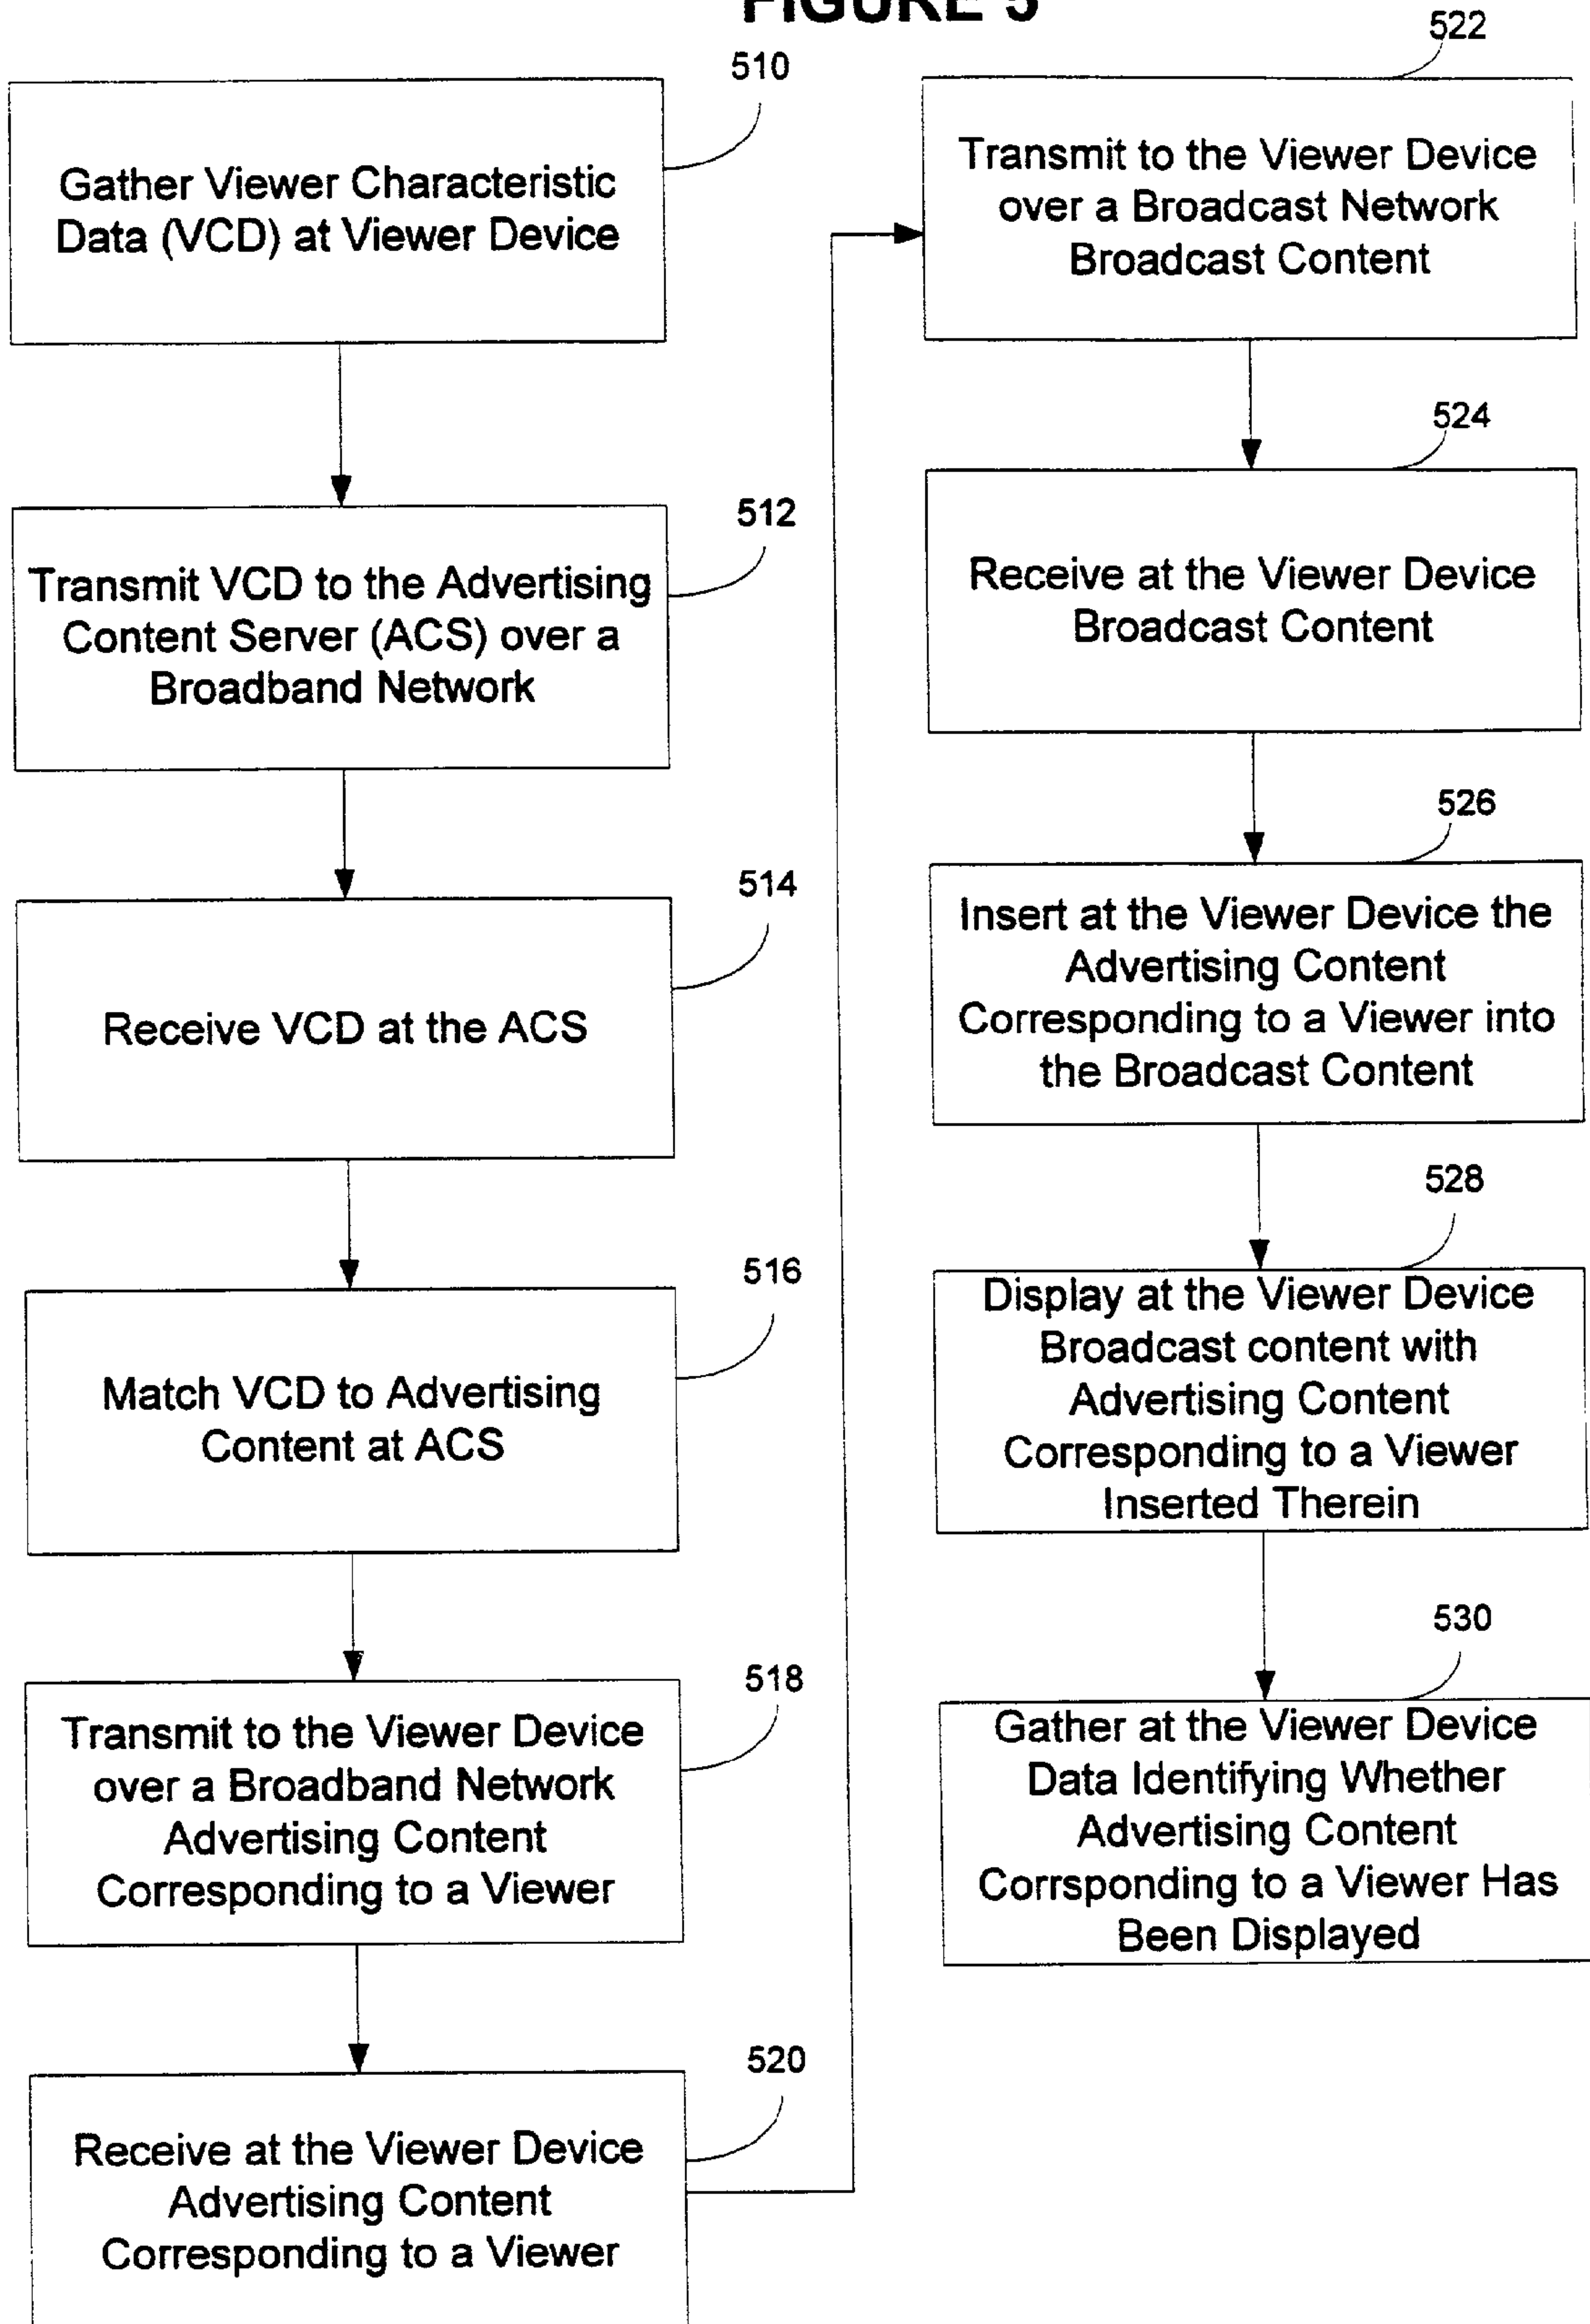 FIGURE 5
510
Gather Viewer Characteristic
Data (VCD) at Viewer Device
512
Transmit VCD to the Advertising
Content Server (ACS) over a
Broadband Network
514
Receive VCD at the ACS
516
Match VCD to Advertising
Content at ACS
518
Transmit to the Viewer Device
over a Broadband Network
Advertising Content
Corresponding to a Viewer
520
Receive at the Viewer Device
Advertising Content
Corresponding to a Viewer
522
Transmit to the Viewer Device
over a Broadcast Network
Broadcast Content
524
Receive at the Viewer Device
Broadcast Content
526
Insert at the Viewer Device the
Advertising Content
Corresponding to a Viewer into
the Broadcast Content
528
Display at the Viewer Device
Broadcast content with
Advertising Content
Corresponding to a Viewer
Inserted Therein
530
Gather at the Viewer Device
Data Identifying Whether
Advertising Content
Corrsponding to a Viewer Has
Been Displayed